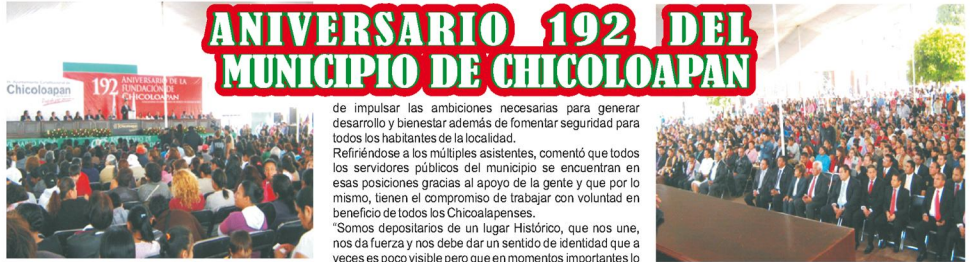 ANIVERSARIO 192 DEL
MUNICIPIO DE CHICOLOAPAN
Chicoloapan
192 ANIVERSARIO DE LA
FUNDACIÓN DE
CHICOLOAPAN
de impulsar las ambiciones necesarias para generar
desarrollo y bienestar además de fomentar seguridad para
todos los habitantes de la localidad.
Refiriéndose a los múltiples asistentes, comentó que todos
los servidores públicos del municipio se encuentran en
esas posiciones gracias al apoyo de la gente y que por lo
mismo, tienen el compromiso de trabajar con voluntad en
beneficio de todos los Chicoalapenses.
“Somos depositarios de un lugar Histórico, que nos une,
nos da fuerza y nos debe dar un sentido de identidad que a
veces es poco visible pero que en momentos importantes lo